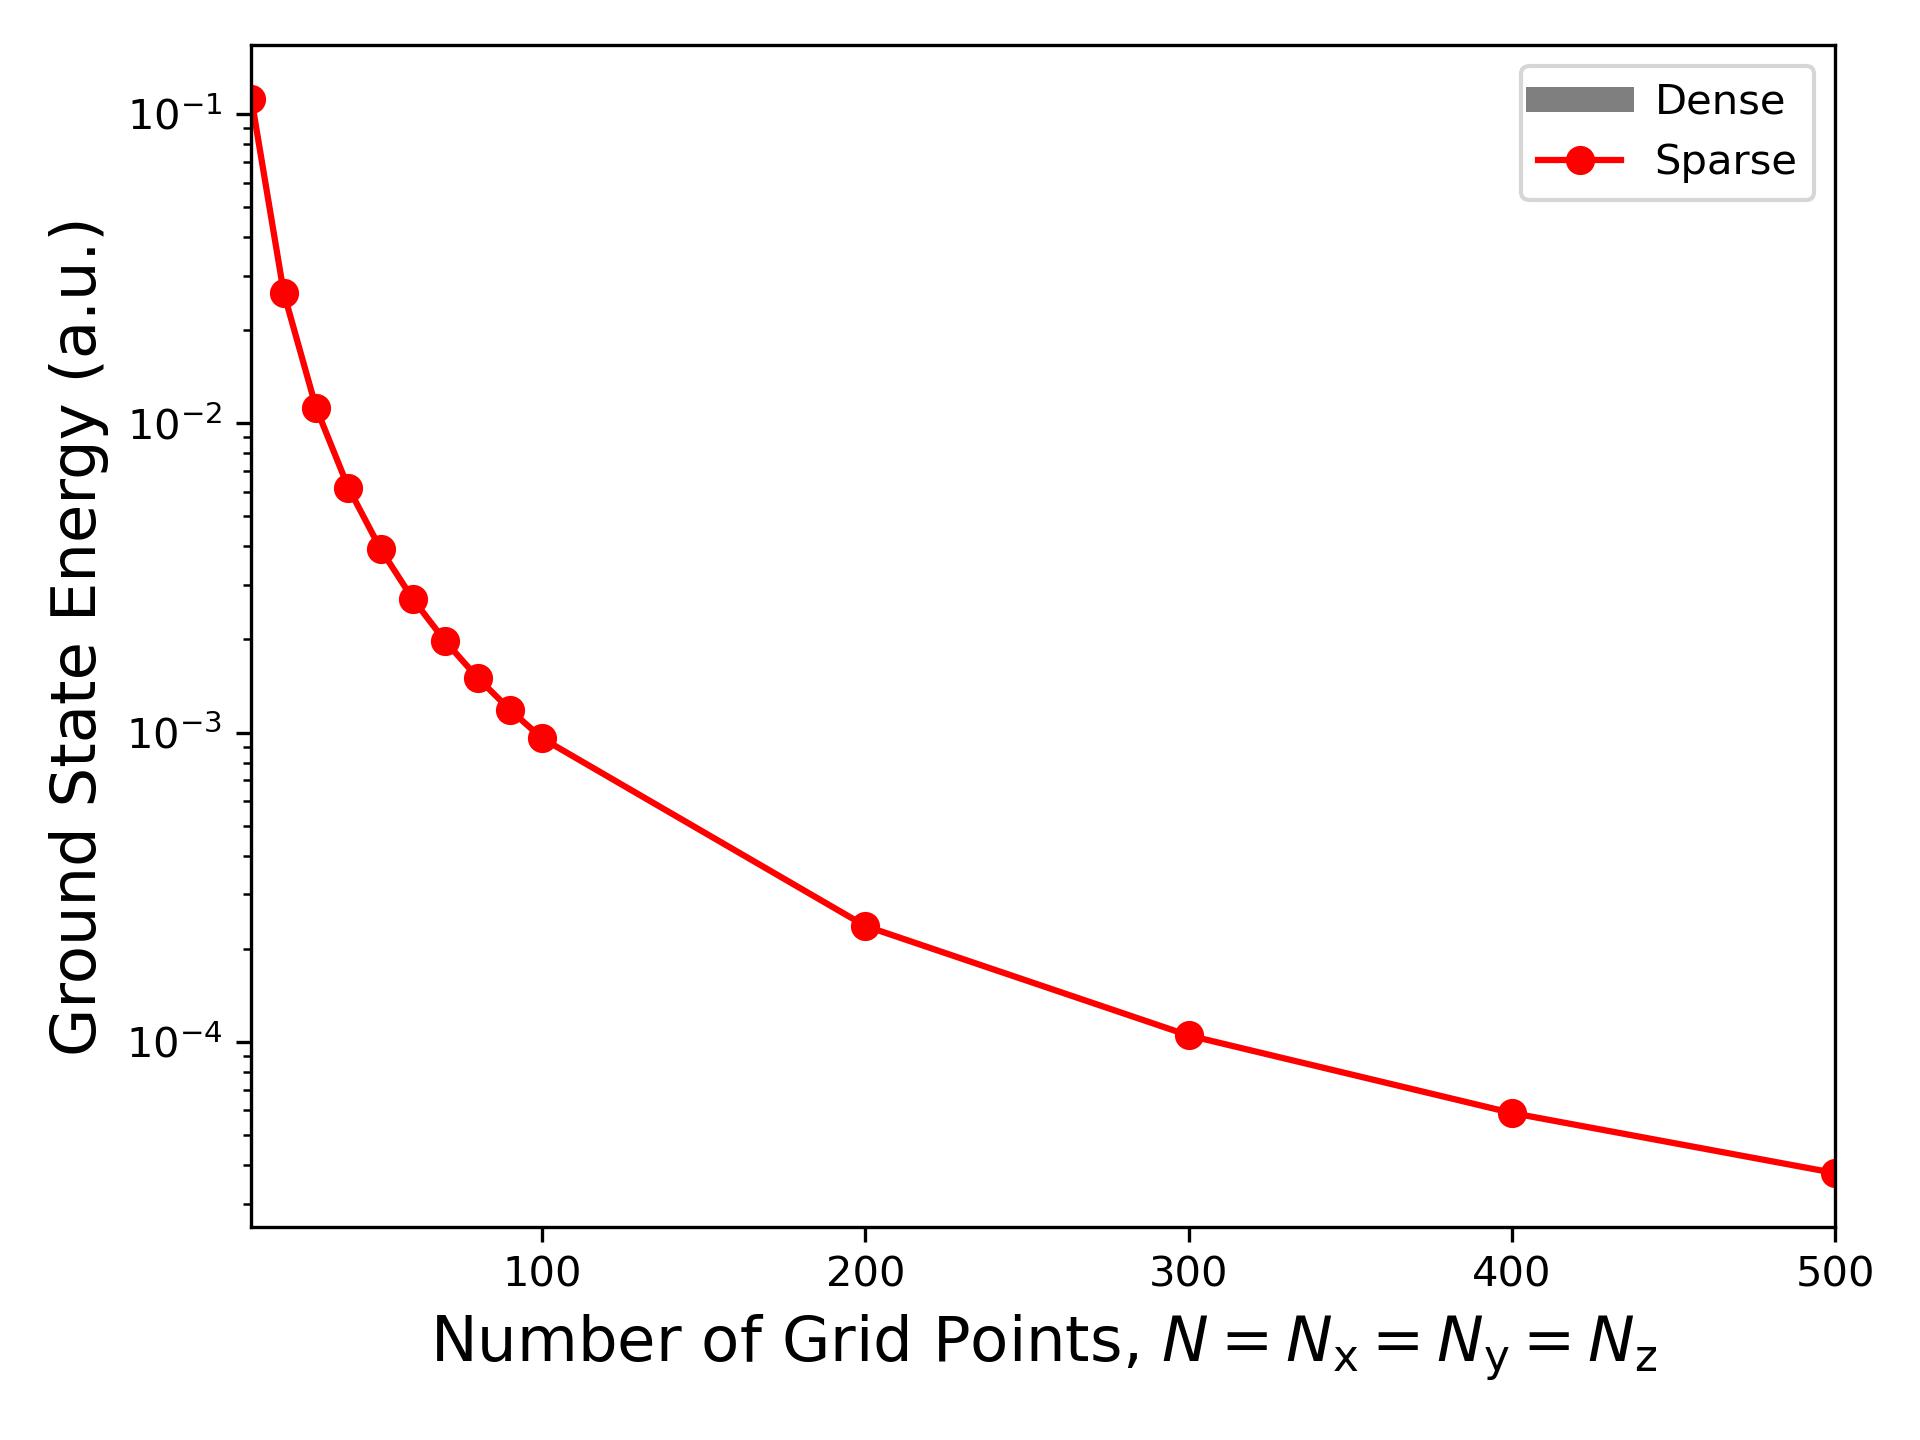 Dense
Sparse
10⁻¹
10⁻²
10⁻³
10⁻⁴
Ground State Energy (a.u.)
100 200 300 400 500
Number of Grid Points, N = Nₓ = N_y = N_z